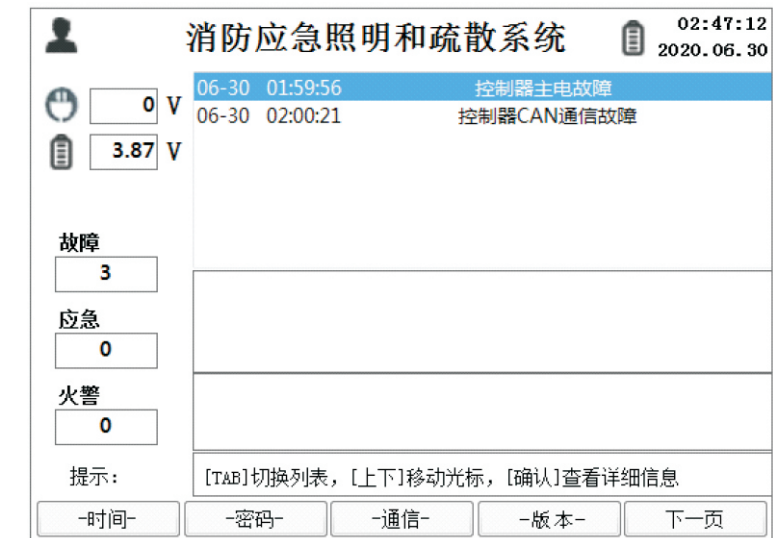 消防应急照明和疏散系统
02:47:12
2020.06.30
0 V
3.87 V
06-30 01:59:56 控制器主电故障
06-30 02:00:21 控制器CAN通信故障
故障
3
应急
0
火警
0
提示:
[TAB]切换列表, [上下]移动光标, [确认]查看详细信息
-时间- -密码- -通信- -版本- 下一页